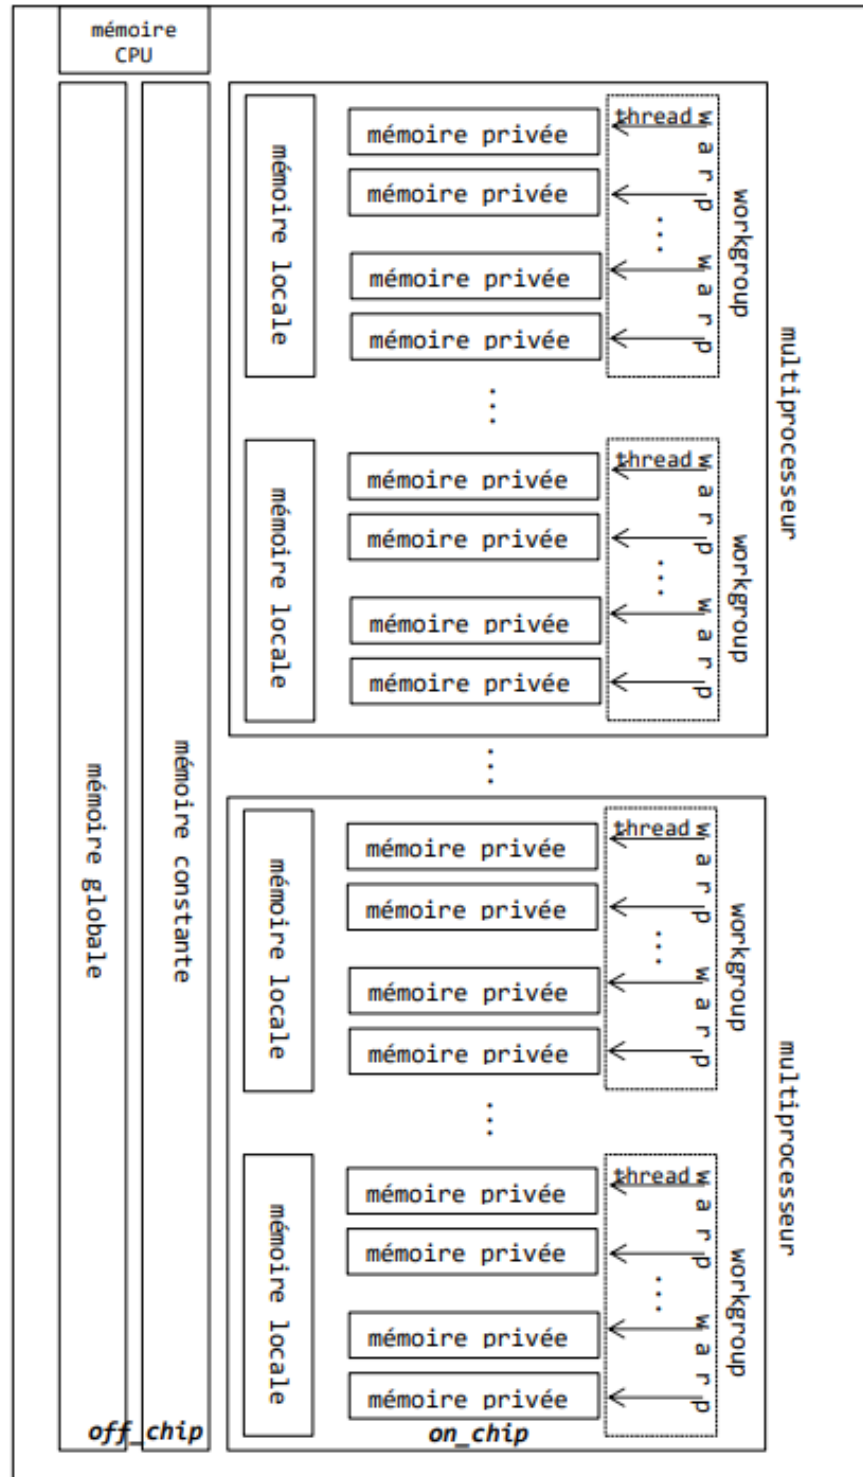 mémoire
CPU
mémoire globale
mémoire constante
mémoire locale
mémoire privée
mémoire privée
...
mémoire privée
mémoire privée
thread
warp
warp
workgroup
...
mémoire locale
mémoire privée
mémoire privée
...
mémoire privée
mémoire privée
thread
warp
warp
workgroup
multiprocesseur
...
mémoire locale
mémoire privée
mémoire privée
...
mémoire privée
mémoire privée
thread
warp
warp
workgroup
...
mémoire locale
mémoire privée
mémoire privée
...
mémoire privée
mémoire privée
thread
warp
warp
workgroup
multiprocesseur
off_chip
on_chip